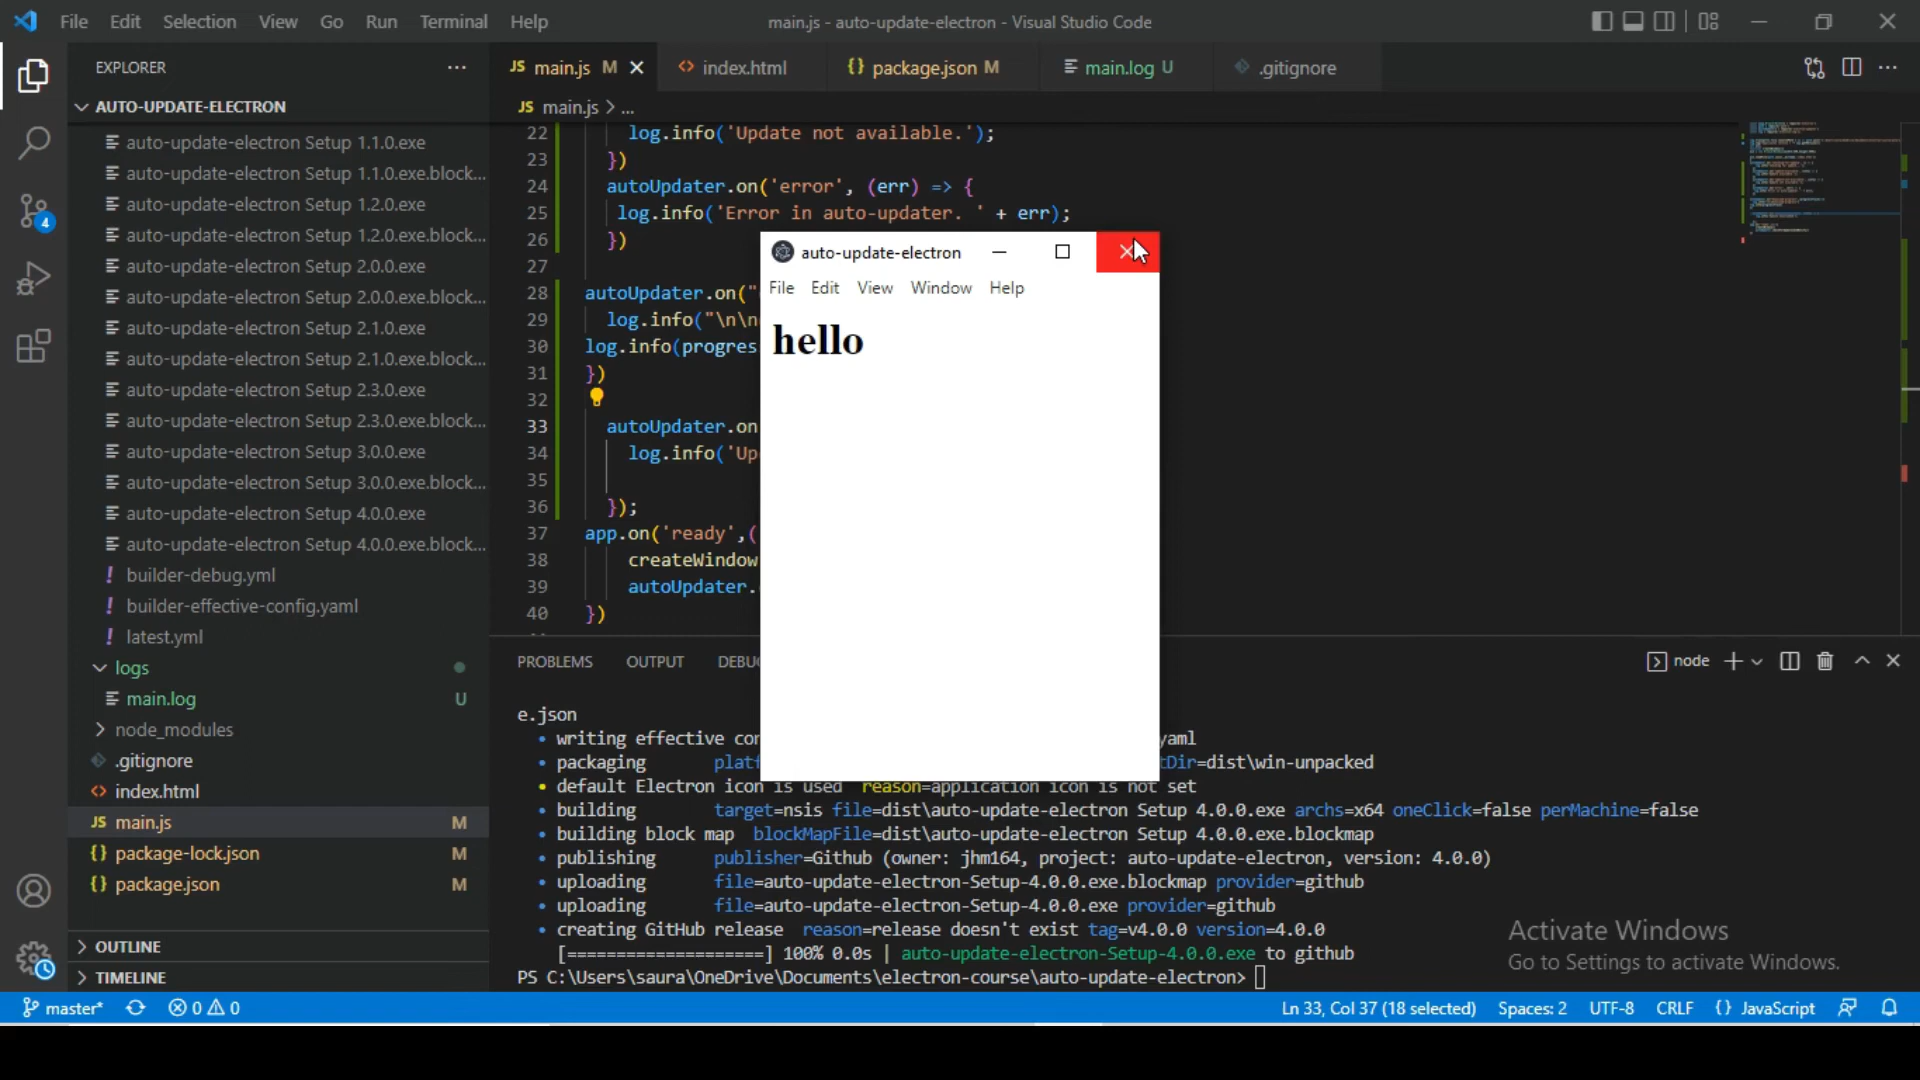 File Edit Selection View Go Run Terminal Help
main.js - auto-update-electron - Visual Studio Code
EXPLORER
AUTO-UPDATE-ELECTRON
auto-update-electron Setup 1.1.0.exe
auto-update-electron Setup 1.1.0.exe.block...
auto-update-electron Setup 1.2.0.exe
auto-update-electron Setup 1.2.0.exe.block...
auto-update-electron Setup 2.0.0.exe
auto-update-electron Setup 2.0.0.exe.block...
auto-update-electron Setup 2.1.0.exe
auto-update-electron Setup 2.1.0.exe.block...
auto-update-electron Setup 2.3.0.exe
auto-update-electron Setup 2.3.0.exe.block...
auto-update-electron Setup 3.0.0.exe
auto-update-electron Setup 3.0.0.exe.block...
auto-update-electron Setup 4.0.0.exe
auto-update-electron Setup 4.0.0.exe.block...
! builder-debug.yml
! builder-effective-config.yaml
! latest.yml
logs
main.log U
node_modules
.gitignore
<> index.html
JS main.js M
{} package-lock.json M
{} package.json M
OUTLINE
TIMELINE
4
JS main.js M <> index.html {} package.json M main.log U .gitignore
JS main.js > ...
22 log.info('Update not available.');
23 })
24 autoUpdater.on('error', (err) => {
25 log.info('Error in auto-updater. ' + err);
26 })
27
28 autoUpdater.on("
29 log.info("\n\n
30 log.info(progres
31 })
32
33 autoUpdater.on
34 log.info('Up
35
36 });
37 app.on('ready',(
38 createWindow
39 autoUpdater.
40 })
auto-update-electron
File Edit View Window Help
hello
PROBLEMS OUTPUT DEBU
node
e.json
• writing effective con yaml
• packaging platf tDir=dist\win-unpacked
• default Electron icon is used reason=application icon is not set
• building target=nsis file=dist\auto-update-electron Setup 4.0.0.exe archs=x64 oneClick=false perMachine=false
• building block map blockMapFile=dist\auto-update-electron Setup 4.0.0.exe.blockmap
• publishing publisher=Github (owner: jhm164, project: auto-update-electron, version: 4.0.0)
• uploading file=auto-update-electron-Setup-4.0.0.exe.blockmap provider=github
• uploading file=auto-update-electron-Setup-4.0.0.exe provider=github
• creating GitHub release reason=release doesn't exist tag=v4.0.0 version=4.0.0
[====================] 100% 0.0s | auto-update-electron-Setup-4.0.0.exe to github
PS C:\Users\saura\OneDrive\Documents\electron-course\auto-update-electron>
Activate Windows
Go to Settings to activate Windows.
master* 0 0
Ln 33, Col 37 (18 selected) Spaces: 2 UTF-8 CRLF {} JavaScript